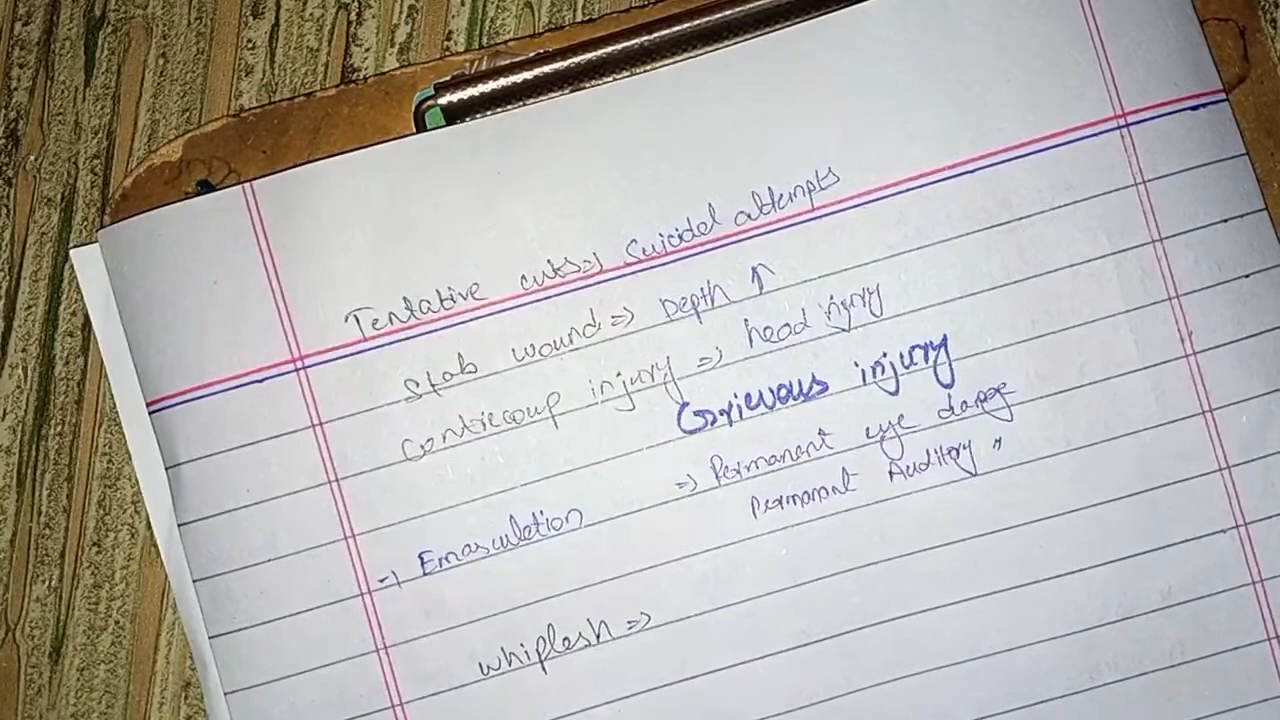 Tentative cuts => Suicidal attempts
Stab wound => Depth ↑
Contrecoup injury => head injury
Grievous injury
-> Emasculation => Permanent eye damage
Permanant Auditory "
whiplash =>